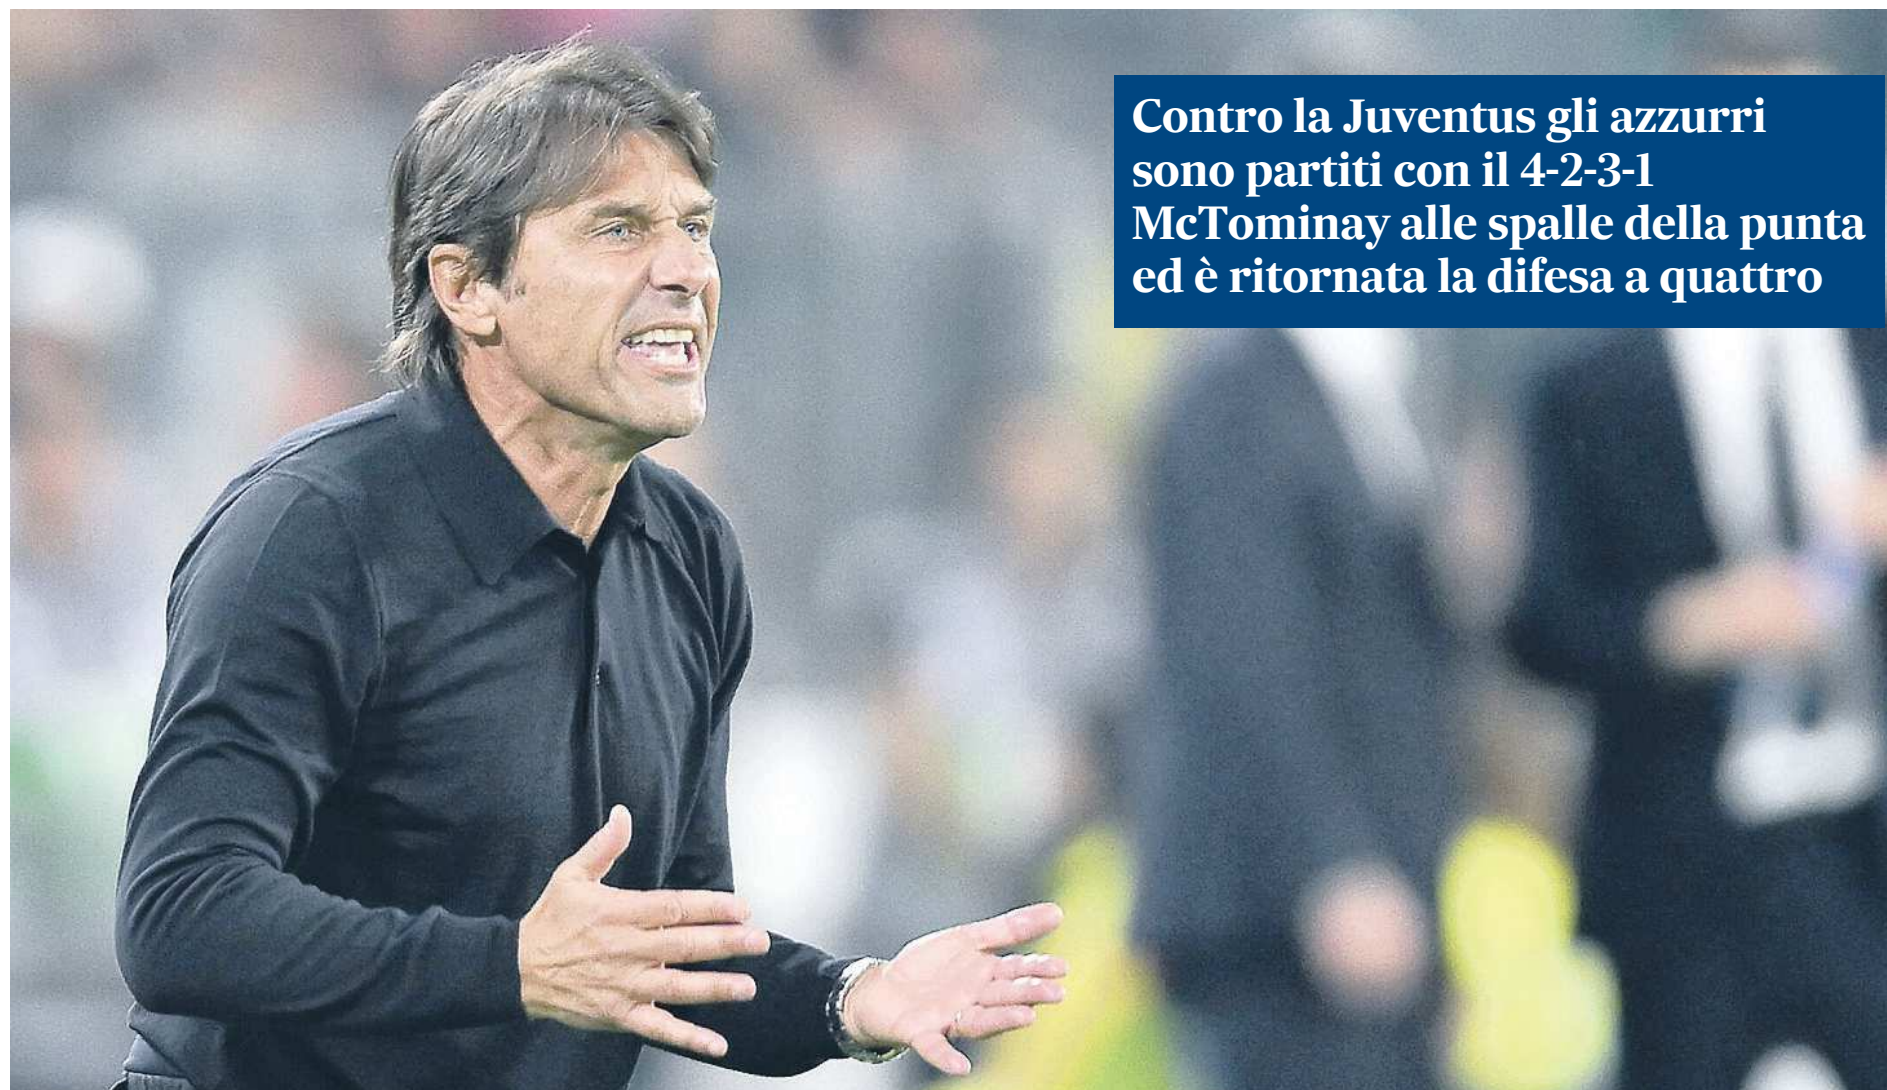 Contro la Juventus gli azzurri
sono partiti con il 4-2-3-1
McTominay alle spalle della punta
ed è ritornata la difesa a quattro